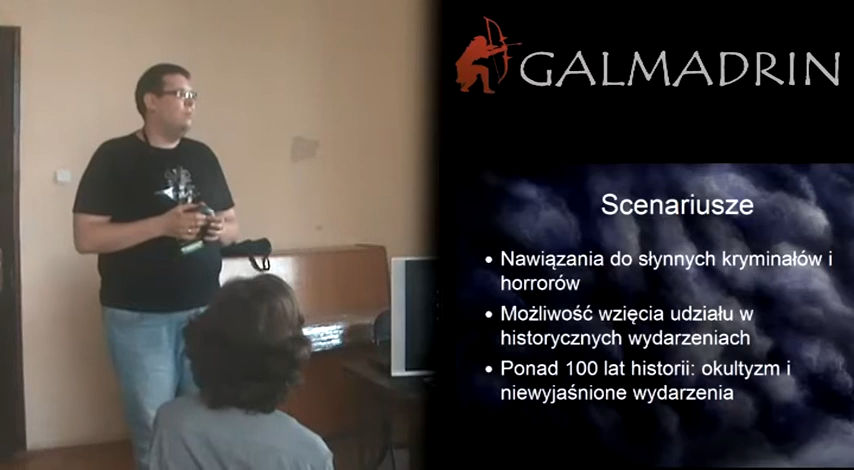 GALMADRIN
Scenariusze
• Nawiązania do słynnych kryminałów i
horrorów
• Możliwość wzięcia udziału w
historycznych wydarzeniach
• Ponad 100 lat historii: okultyzm i
niewyjaśnione wydarzenia